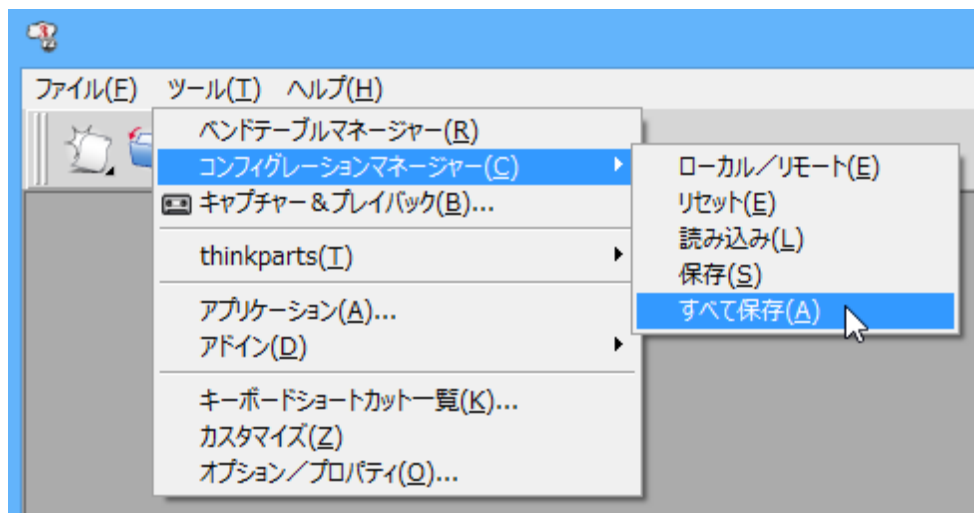 ファイル(F) ツール(T) ヘルプ(H)
ベンドテーブルマネージャー(R)
コンフィグレーションマネージャー(C)
キャプチャー＆プレイバック(B)...
thinkparts(T)
アプリケーション(A)...
アドイン(D)
キーボードショートカット一覧(K)...
カスタマイズ(Z)
オプション／プロパティ(O)...
ローカル／リモート(E)
リセット(E)
読み込み(L)
保存(S)
すべて保存(A)